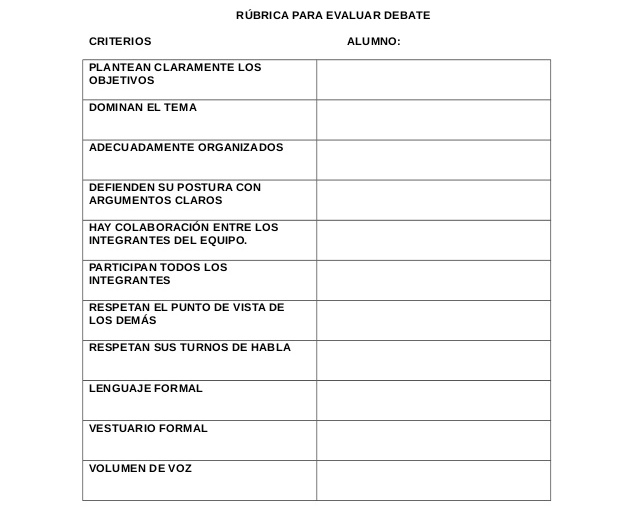 RÚBRICA PARA EVALUAR DEBATE
CRITERIOS ALUMNO:
PLANTEAN CLARAMENTE LOS
OBJETIVOS
DOMINAN EL TEMA
ADECUADAMENTE ORGANIZADOS
DEFIENDEN SU POSTURA CON
ARGUMENTOS CLAROS
HAY COLABORACIÓN ENTRE LOS
INTEGRANTES DEL EQUIPO.
PARTICIPAN TODOS LOS
INTEGRANTES
RESPETAN EL PUNTO DE VISTA DE
LOS DEMÁS
RESPETAN SUS TURNOS DE HABLA
LENGUAJE FORMAL
VESTUARIO FORMAL
VOLUMEN DE VOZ